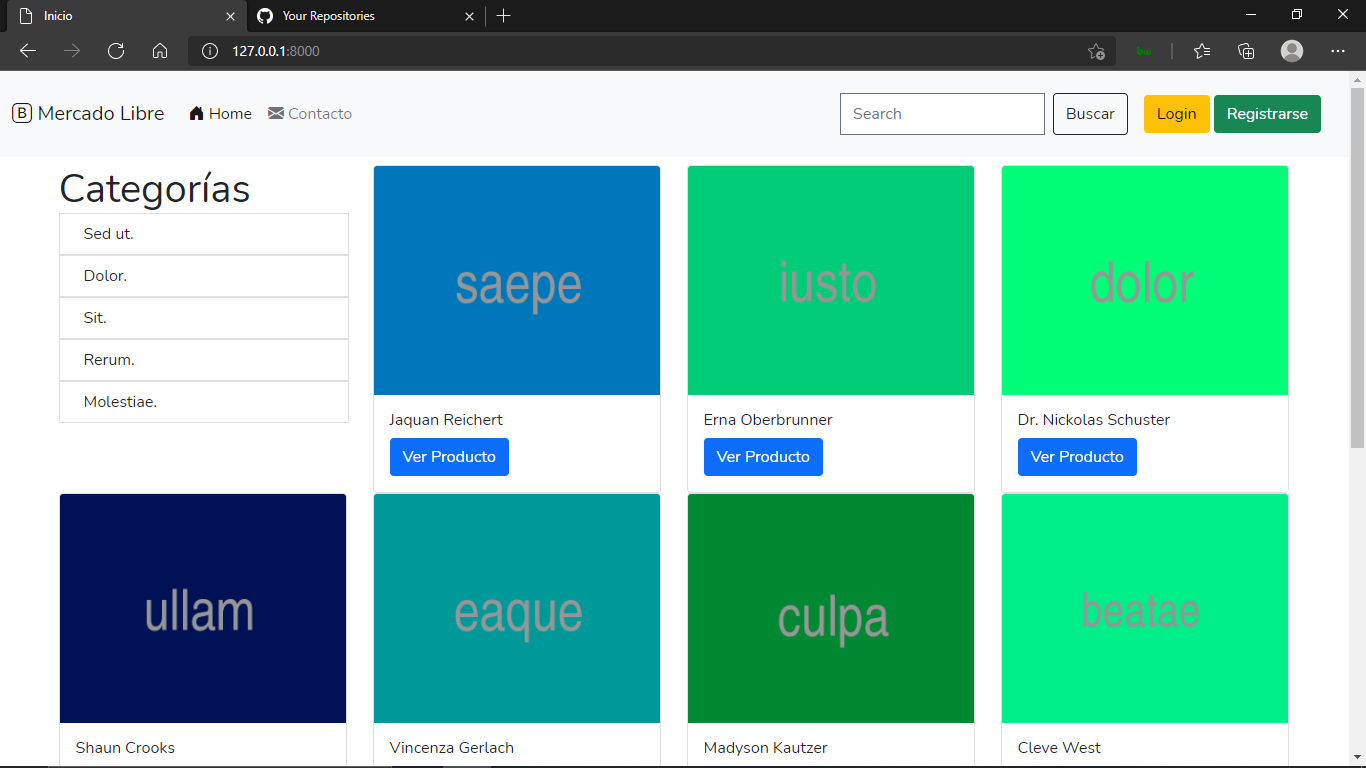 Inicio
Your Repositories
127.0.0.1:8000
B Mercado Libre
Home
Contacto
Search
Buscar
Login
Registrarse
Categorías
Sed ut.
Dolor.
Sit.
Rerum.
Molestiae.
saepe
Jaquan Reichert
Ver Producto
iusto
Erna Oberbrunner
Ver Producto
dolor
Dr. Nickolas Schuster
Ver Producto
ullam
Shaun Crooks
eaque
Vincenza Gerlach
culpa
Madyson Kautzer
beatae
Cleve West